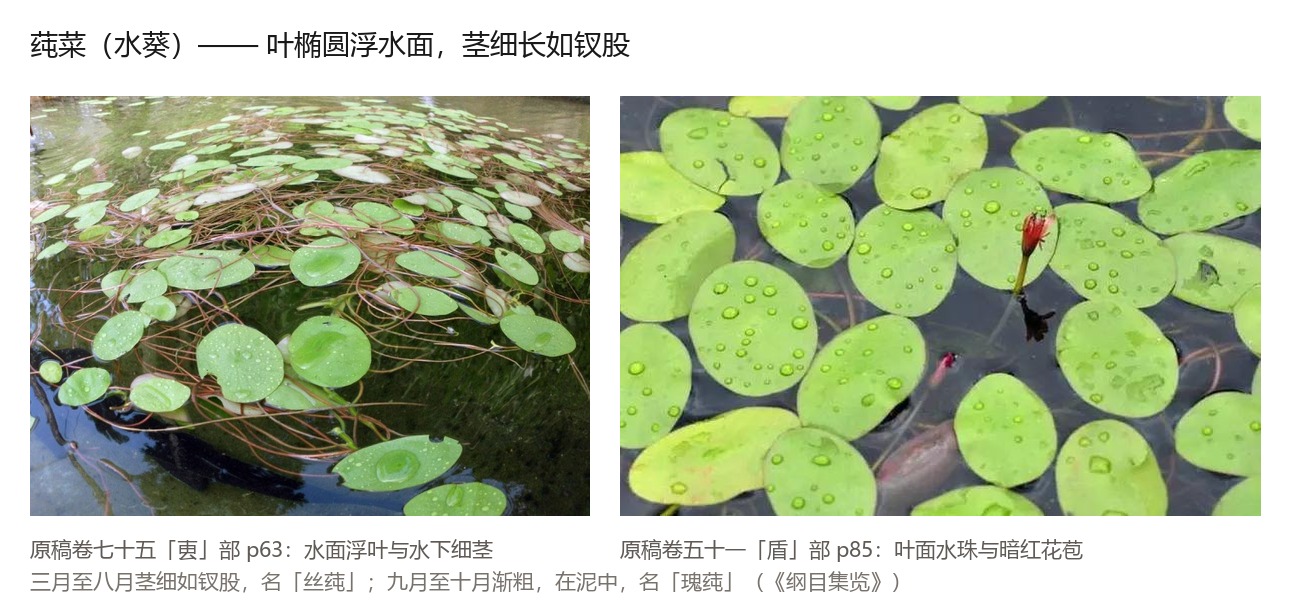 莼菜（水葵）—— 叶椭圆浮水面，茎细长如钗股
原稿卷七十五「叀」部 p63：水面浮叶与水下细茎
原稿卷五十一「盾」部 p85：叶面水珠与暗红花苞
三月至八月茎细如钗股，名「丝莼」；九月至十月渐粗，在泥中，名「瑰莼」（《纲目集览》）